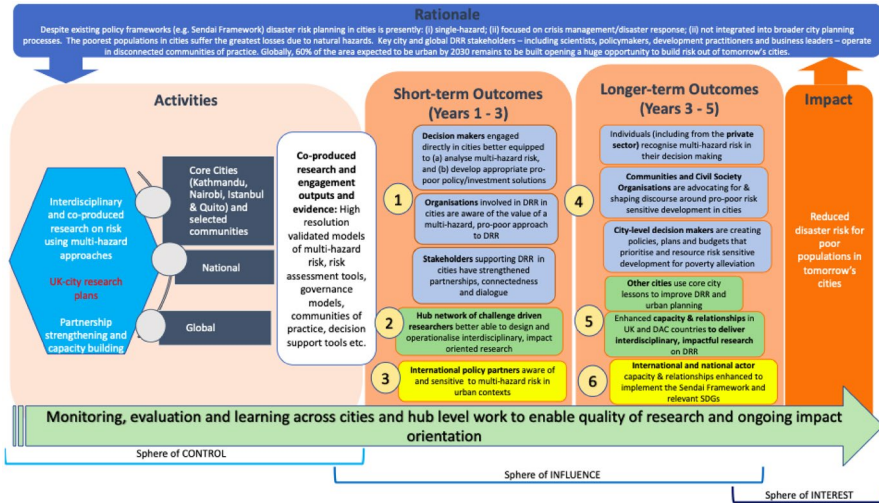 Rationale
Despite existing policy frameworks (e.g. Sendai Framework) disaster risk planning in cities is presently: (i) single-hazard; (ii) focused on crisis management/disaster response; (ii) not integrated into broader city planning
processes. The poorest populations in cities suffer the greatest losses due to natural hazards. Key city and global DRR stakeholders – including scientists, policymakers, development practitioners and business leaders – operate
in disconnected communities of practice. Globally, 60% of the area expected to be urban by 2030 remains to be built opening a huge opportunity to build risk out of tomorrow's cities.
Activities
Interdisciplinary
and co-produced
research on risk
using multi-hazard
approaches
UK-city research
plans
Partnership
strengthening and
capacity building
Core Cities
(Kathmandu,
Nairobi, Istanbul
& Quito) and
selected
communities
National
Global
Co-produced
research and
engagement
outputs and
evidence: High
resolution
validated models
of multi-hazard
risk, risk
assessment tools,
governance
models,
communities of
practice, decision
support tools etc.
Short-term Outcomes
(Years 1 - 3)
1
Decision makers engaged
directly in cities better equipped
to (a) analyse multi-hazard risk,
and (b) develop appropriate pro-
poor policy/investment solutions
Organisations involved in DRR in
cities are aware of the value of a
multi-hazard, pro-poor approach
to DRR
Stakeholders supporting DRR in
cities have strengthened
partnerships, connectedness and
dialogue
2
Hub network of challenge driven
researchers better able to design and
operationalise interdisciplinary, impact
oriented research
3
International policy partners aware of
and sensitive to multi-hazard risk in
urban contexts
Longer-term Outcomes
(Years 3 - 5)
4
Individuals (including from the private
sector) recognise multi-hazard risk in
their decision making
Communities and Civil Society
Organisations are advocating for &
shaping discourse around pro-poor risk
sensitive development in cities
City-level decision makers are creating
policies, plans and budgets that
prioritise and resource risk sensitive
development for poverty alleviation
5
Other cities use core city
lessons to improve DRR and
urban planning
Enhanced capacity & relationships in
UK and DAC countries to deliver
interdisciplinary, impactful research
on DRR
6
International and national actor
capacity & relationships enhanced to
implement the Sendai Framework and
relevant SDGs
Impact
Reduced
disaster risk for
poor
populations in
tomorrow's
cities
Monitoring, evaluation and learning across cities and hub level work to enable quality of research and ongoing impact
orientation
Sphere of CONTROL
Sphere of INFLUENCE
Sphere of INTEREST